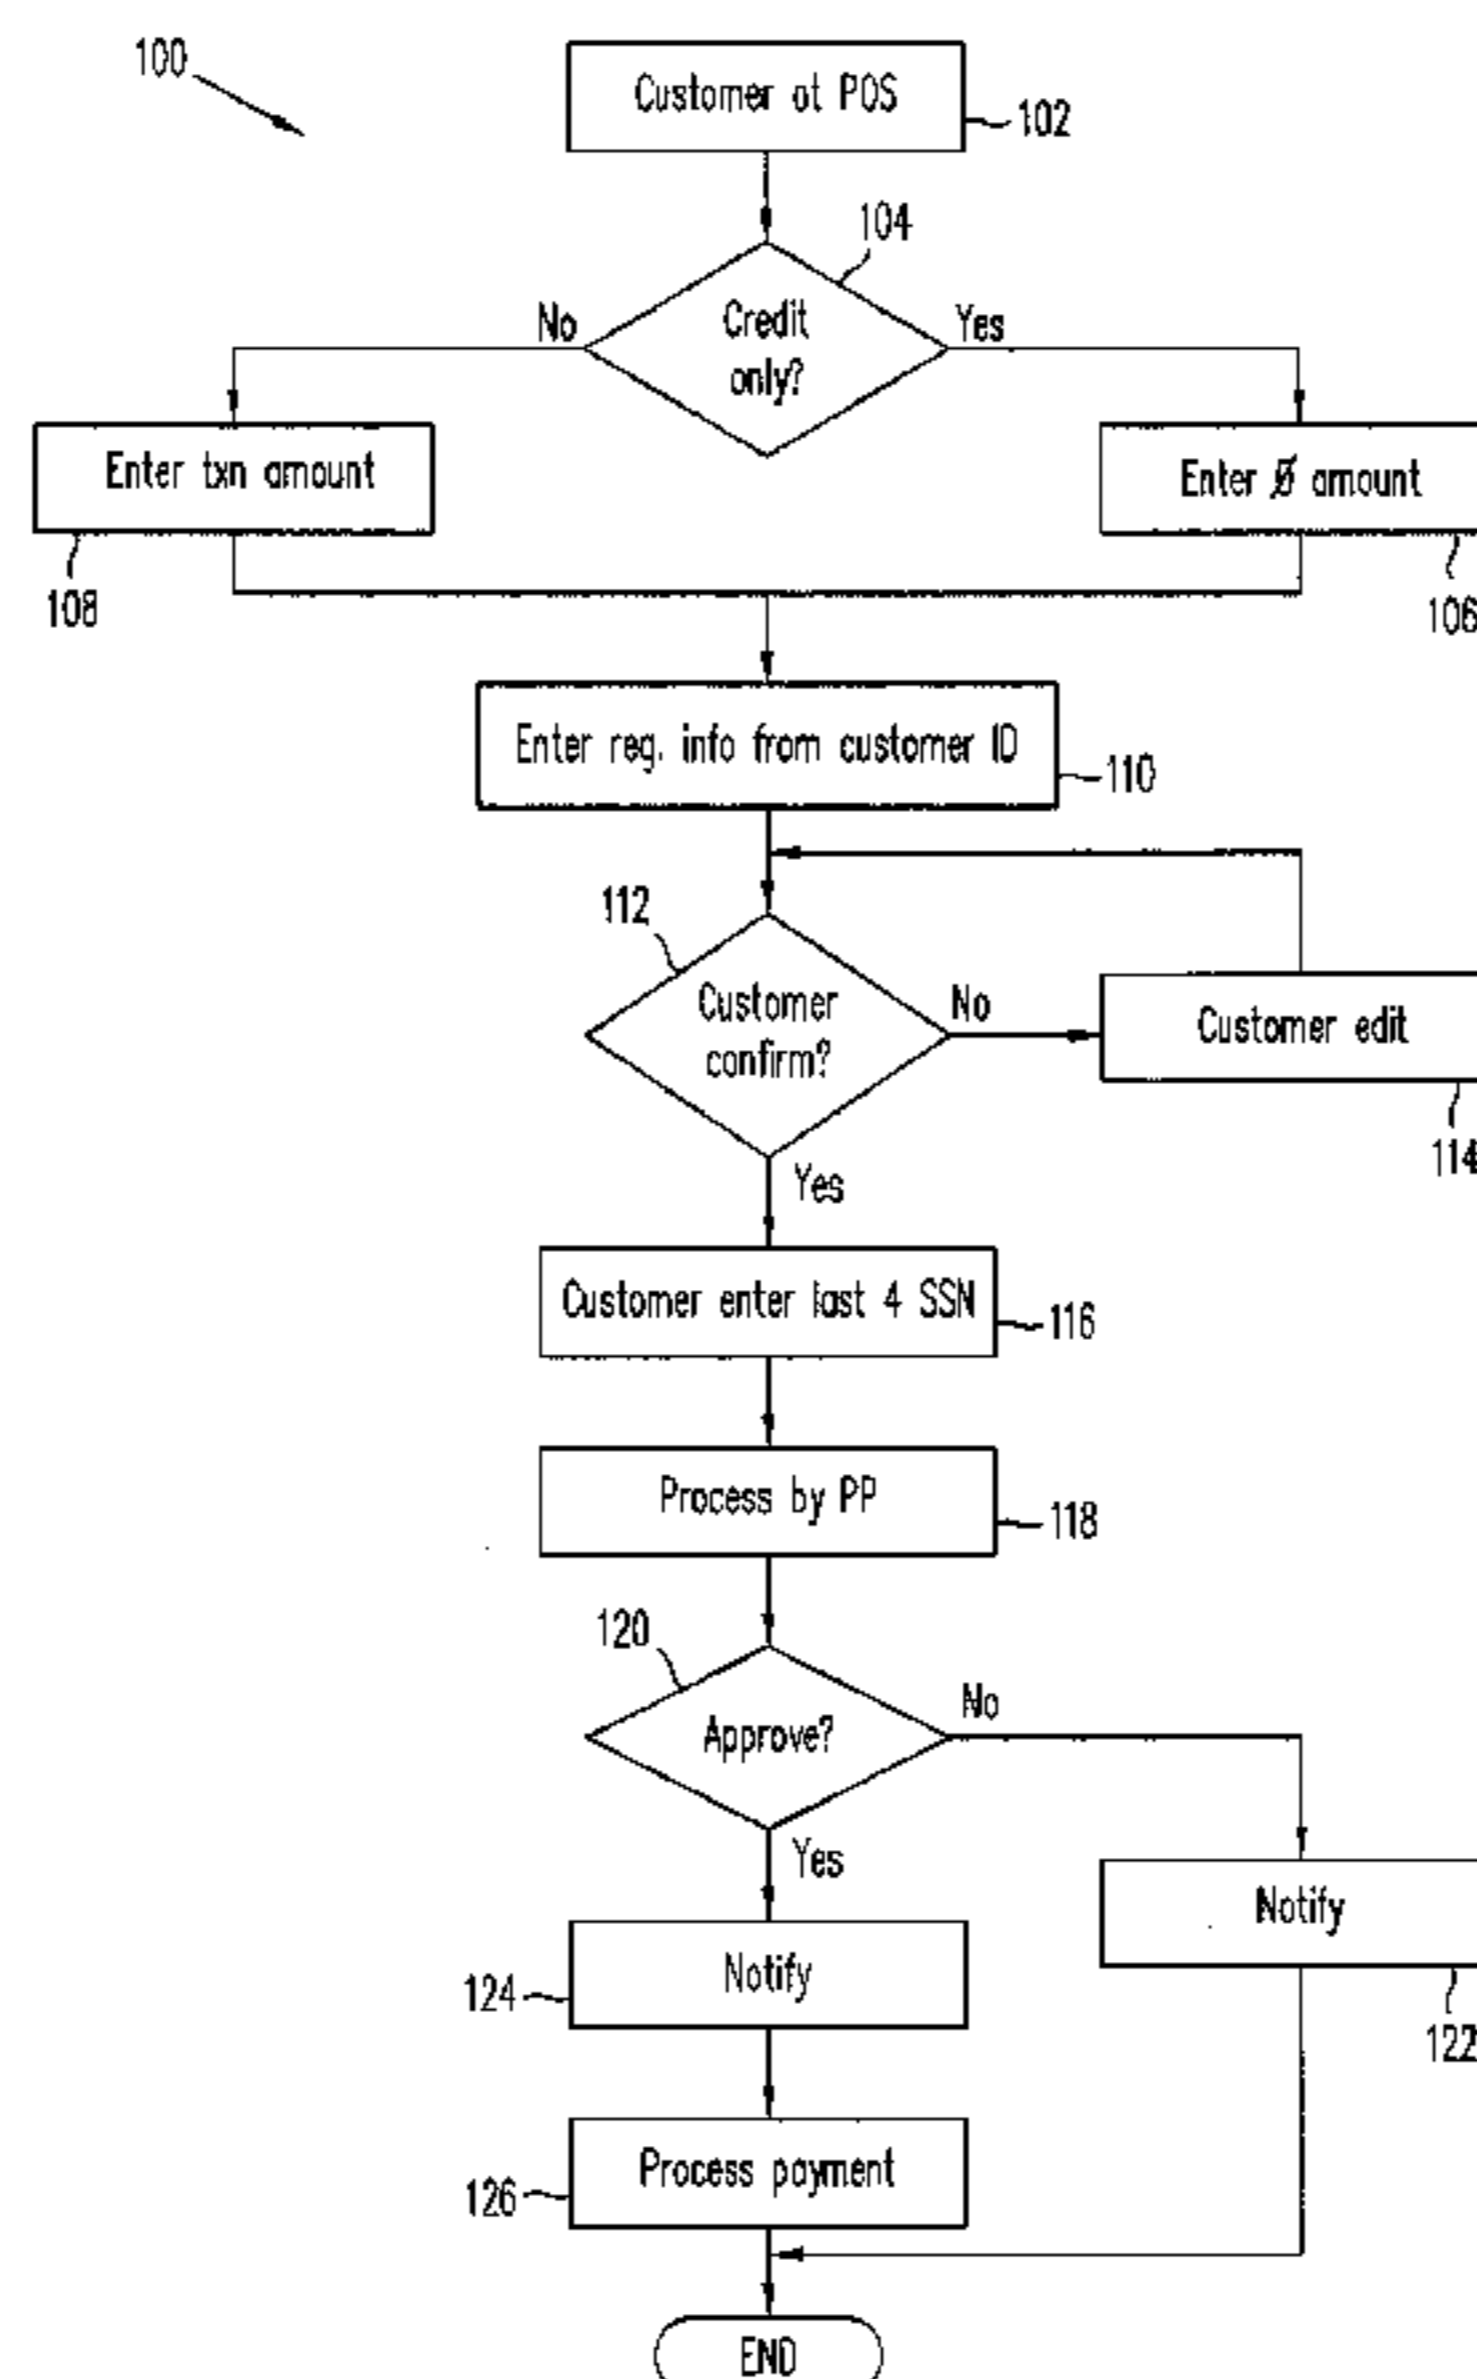 100
Customer at POS
102
104
No
Credit
only?
Yes
Enter txn amount
Enter Ø amount
108
106
Enter reg. info from customer ID
110
112
Customer
confirm?
No
Customer edit
114
Yes
Customer enter last 4 SSN
116
Process by PP
118
120
Approve?
No
Yes
Notify
124
Notify
122
Process payment
126
END